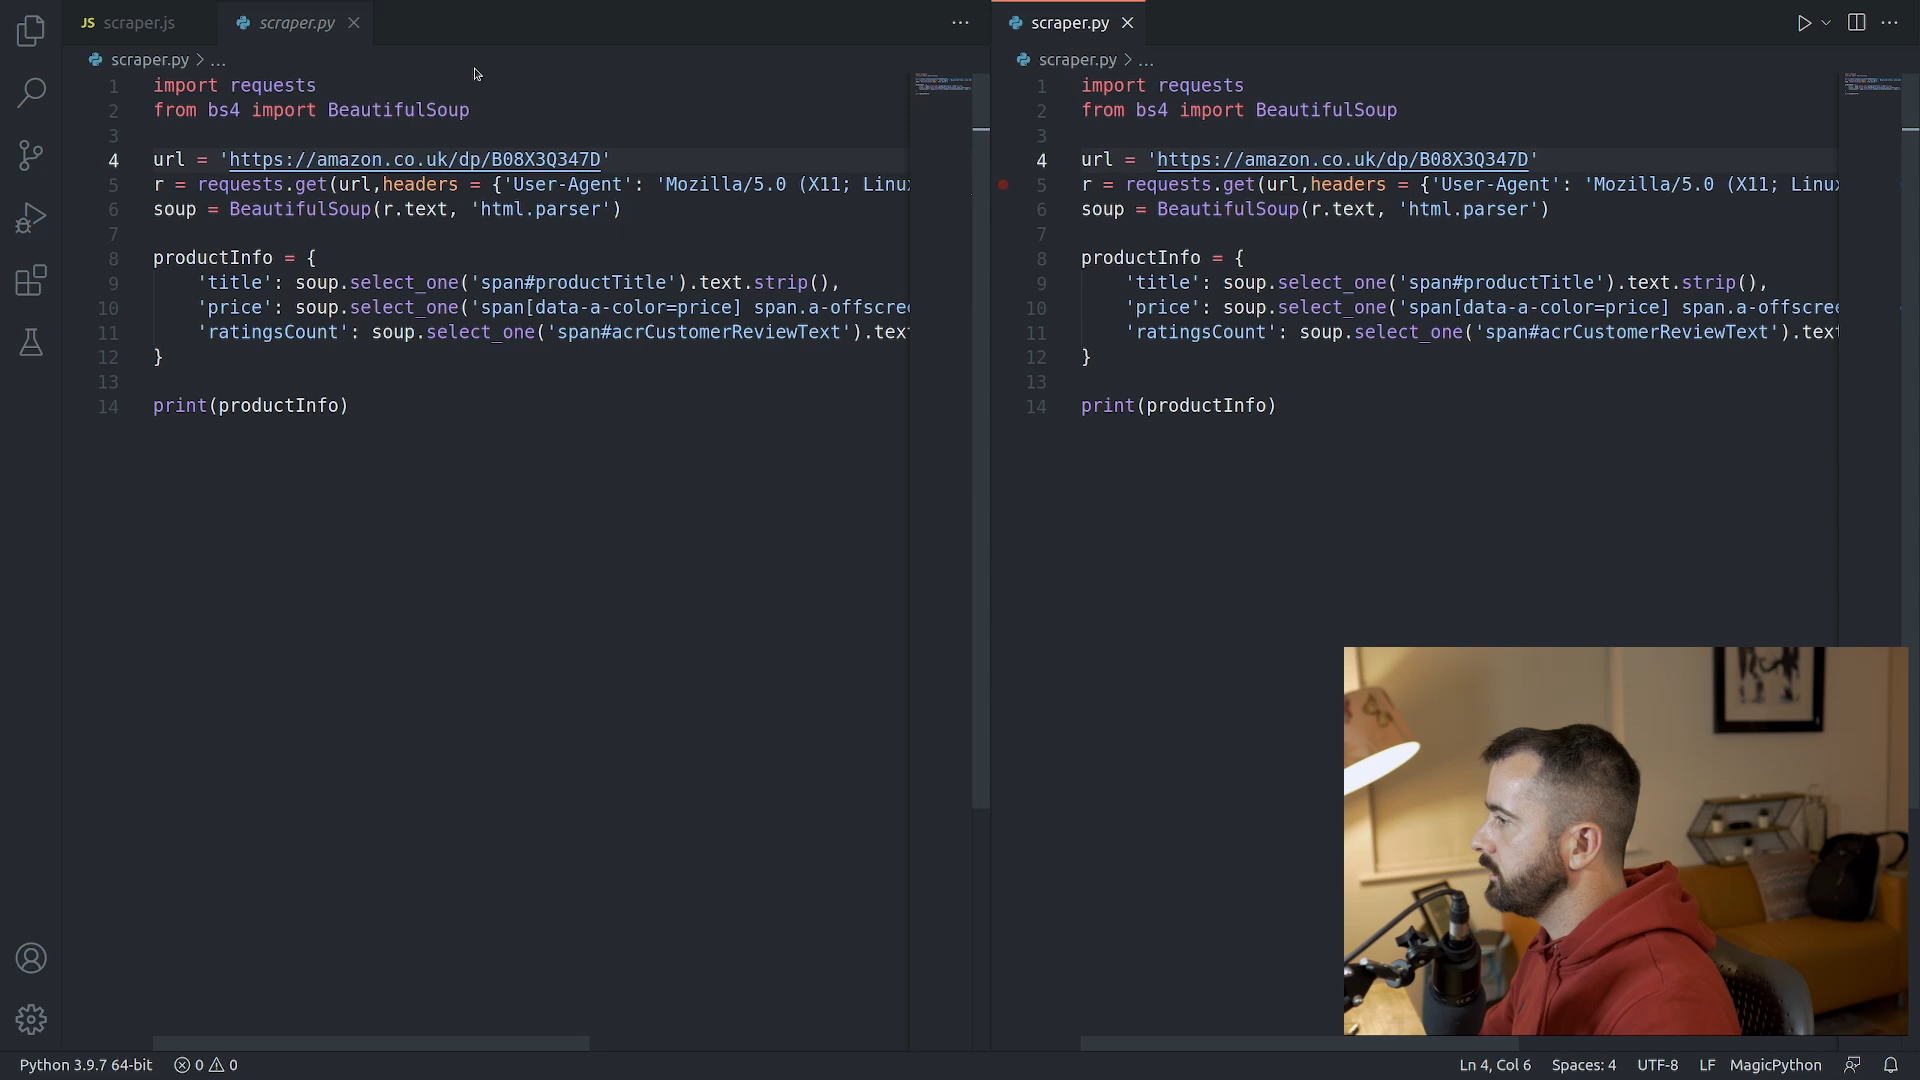 JS scraper.js
scraper.py
scraper.py
scraper.py > ...
1 import requests
2 from bs4 import BeautifulSoup
3
4 url = 'https://amazon.co.uk/dp/B08X3Q347D'
5 r = requests.get(url,headers = {'User-Agent': 'Mozilla/5.0 (X11; Linux
6 soup = BeautifulSoup(r.text, 'html.parser')
7
8 productInfo = {
9 'title': soup.select_one('span#productTitle').text.strip(),
10 'price': soup.select_one('span[data-a-color=price] span.a-offscree
11 'ratingsCount': soup.select_one('span#acrCustomerReviewText').tex
12 }
13
14 print(productInfo)
scraper.py > ...
1 import requests
2 from bs4 import BeautifulSoup
3
4 url = 'https://amazon.co.uk/dp/B08X3Q347D'
5 r = requests.get(url,headers = {'User-Agent': 'Mozilla/5.0 (X11; Linux
6 soup = BeautifulSoup(r.text, 'html.parser')
7
8 productInfo = {
9 'title': soup.select_one('span#productTitle').text.strip(),
10 'price': soup.select_one('span[data-a-color=price] span.a-offscree
11 'ratingsCount': soup.select_one('span#acrCustomerReviewText').text
12 }
13
14 print(productInfo)
Python 3.9.7 64-bit 0 0 Ln 4, Col 6 Spaces: 4 UTF-8 LF MagicPython